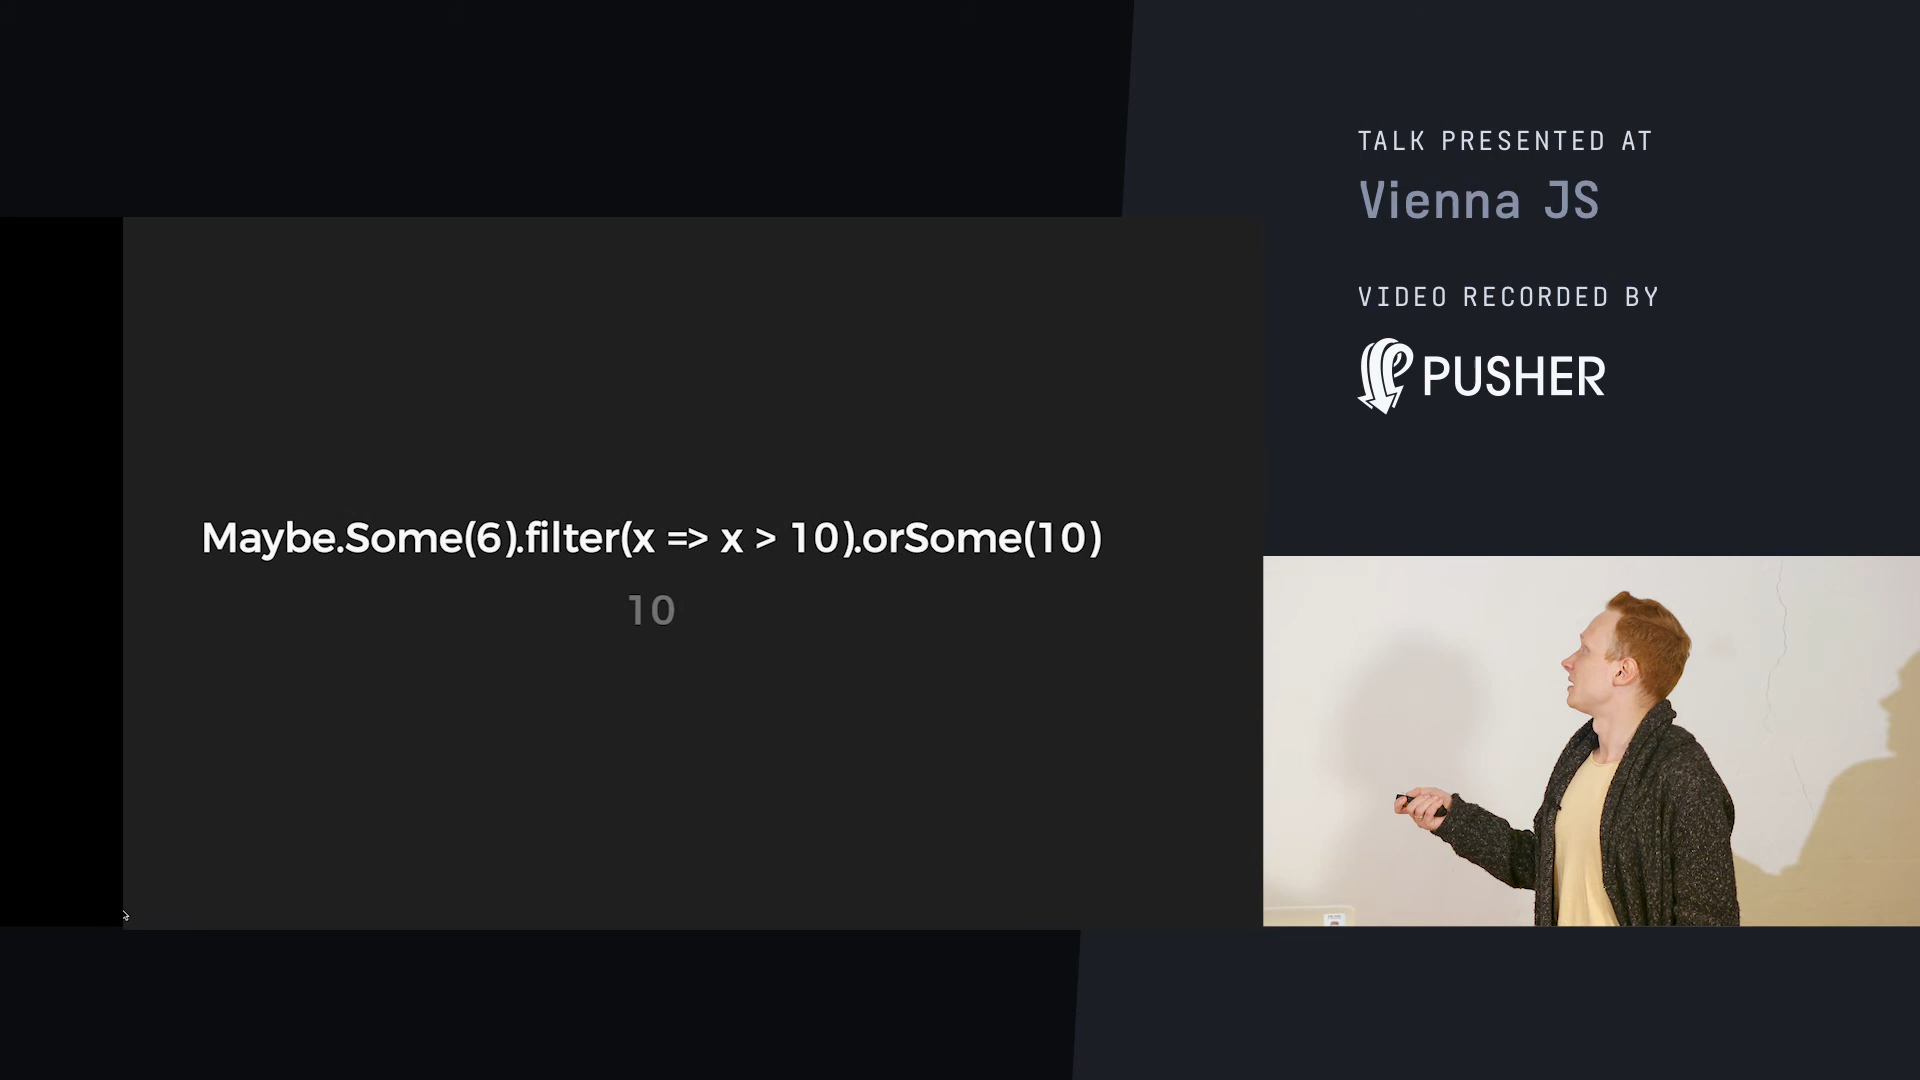 TALK PRESENTED AT
Vienna JS
VIDEO RECORDED BY
PUSHER
Maybe.Some(6).filter(x => x > 10).orSome(10)
10